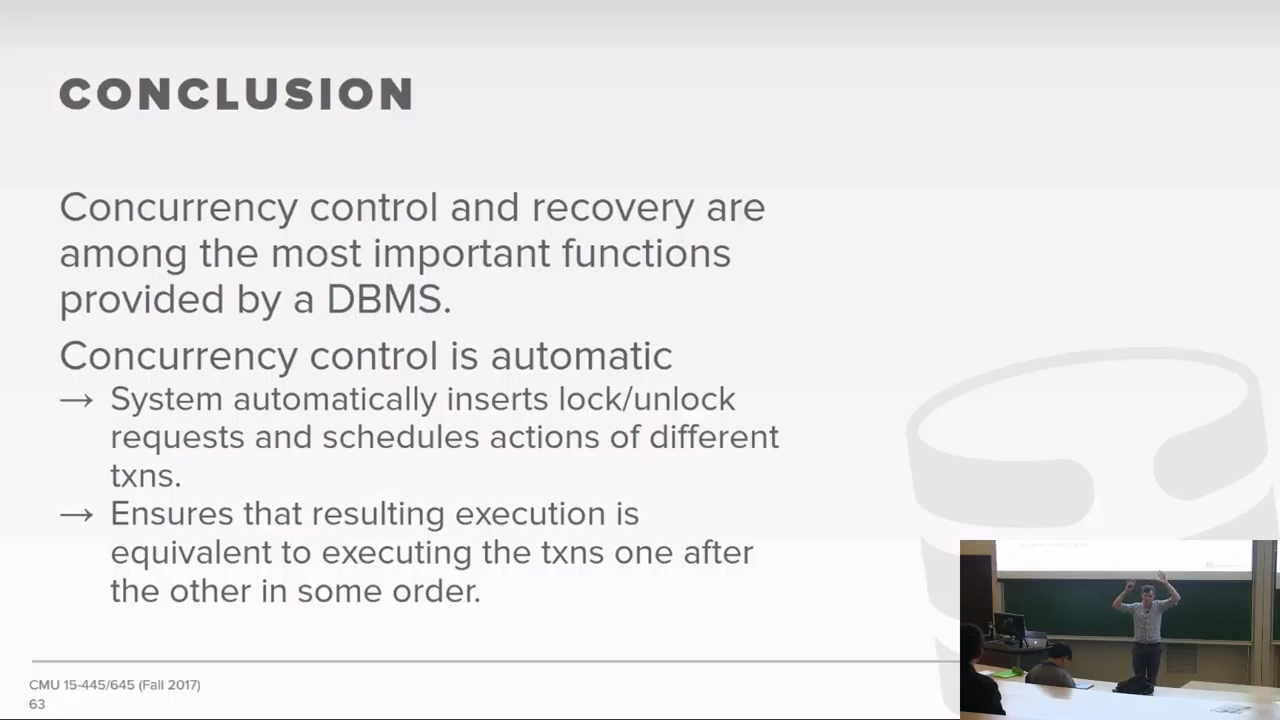 CONCLUSION
Concurrency control and recovery are
among the most important functions
provided by a DBMS.
Concurrency control is automatic
→ System automatically inserts lock/unlock
requests and schedules actions of different
txns.
→ Ensures that resulting execution is
equivalent to executing the txns one after
the other in some order.
CMU 15-445/645 (Fall 2017)
63